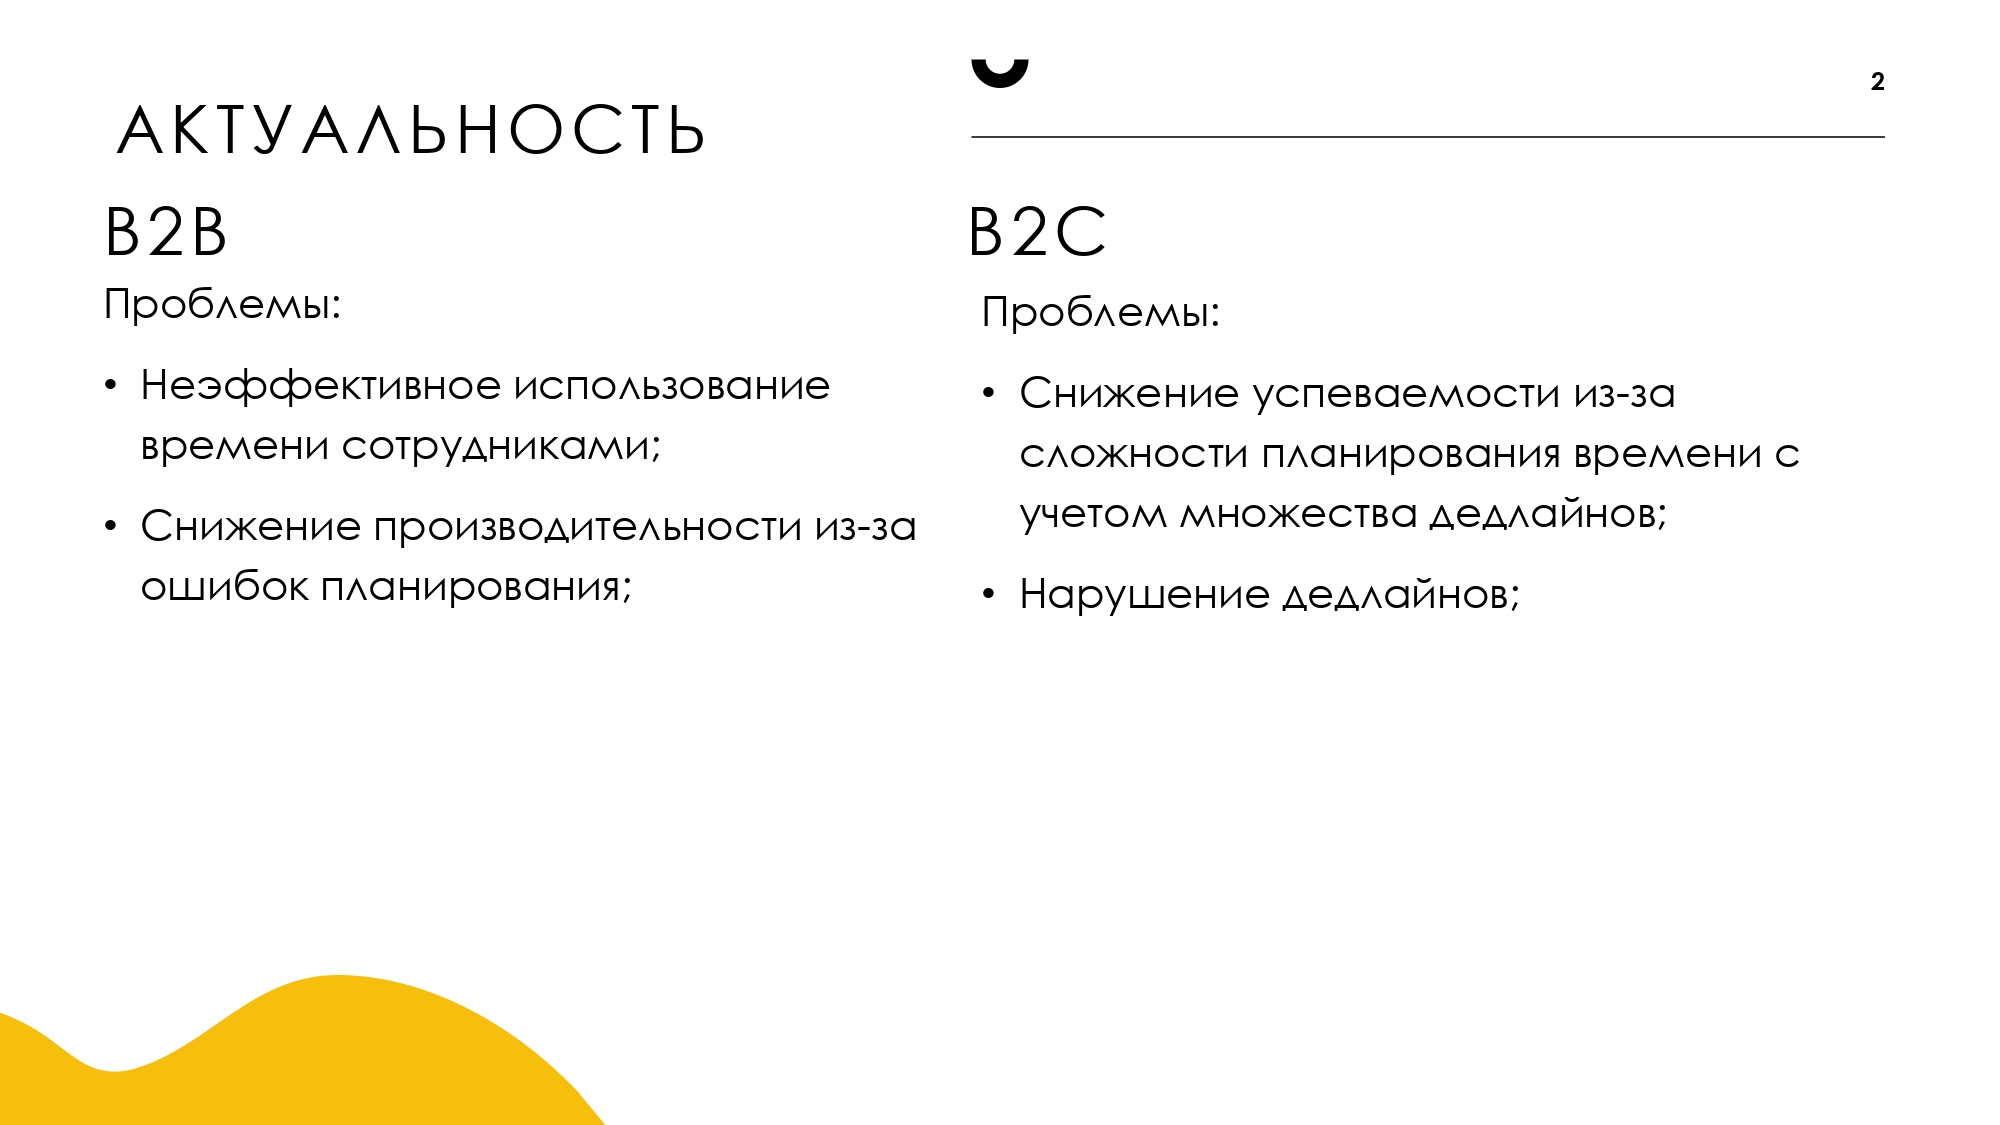 АКТУАЛЬНОСТЬ
2
B2B
Проблемы:
• Неэффективное использование
времени сотрудниками;
• Снижение производительности из-за
ошибок планирования;
B2C
Проблемы:
• Снижение успеваемости из-за
сложности планирования времени с
учетом множества дедлайнов;
• Нарушение дедлайнов;